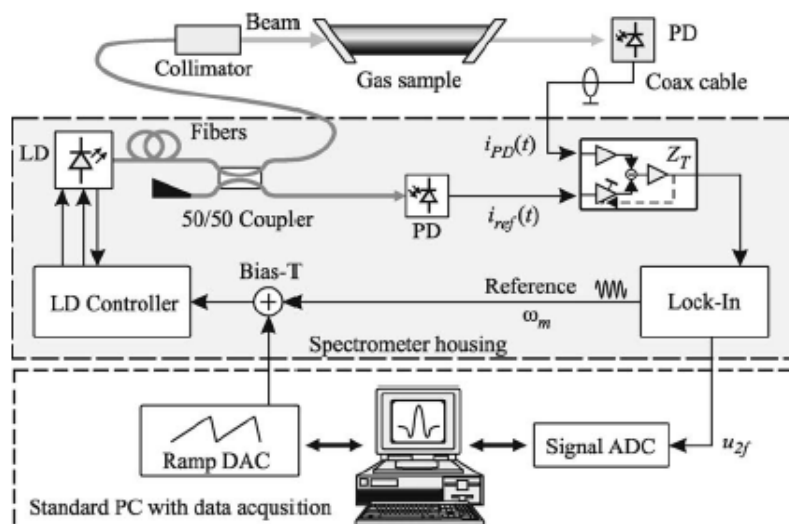 Beam
PD
Collimator
Gas sample
Coax cable
Fibers
LD
i_PD(t)
Z_T
50/50 Coupler
PD
i_ref(t)
Bias-T
LD Controller
Reference
ω_m
Lock-In
Spectrometer housing
Ramp DAC
Signal ADC
u_2f
Standard PC with data acqusition